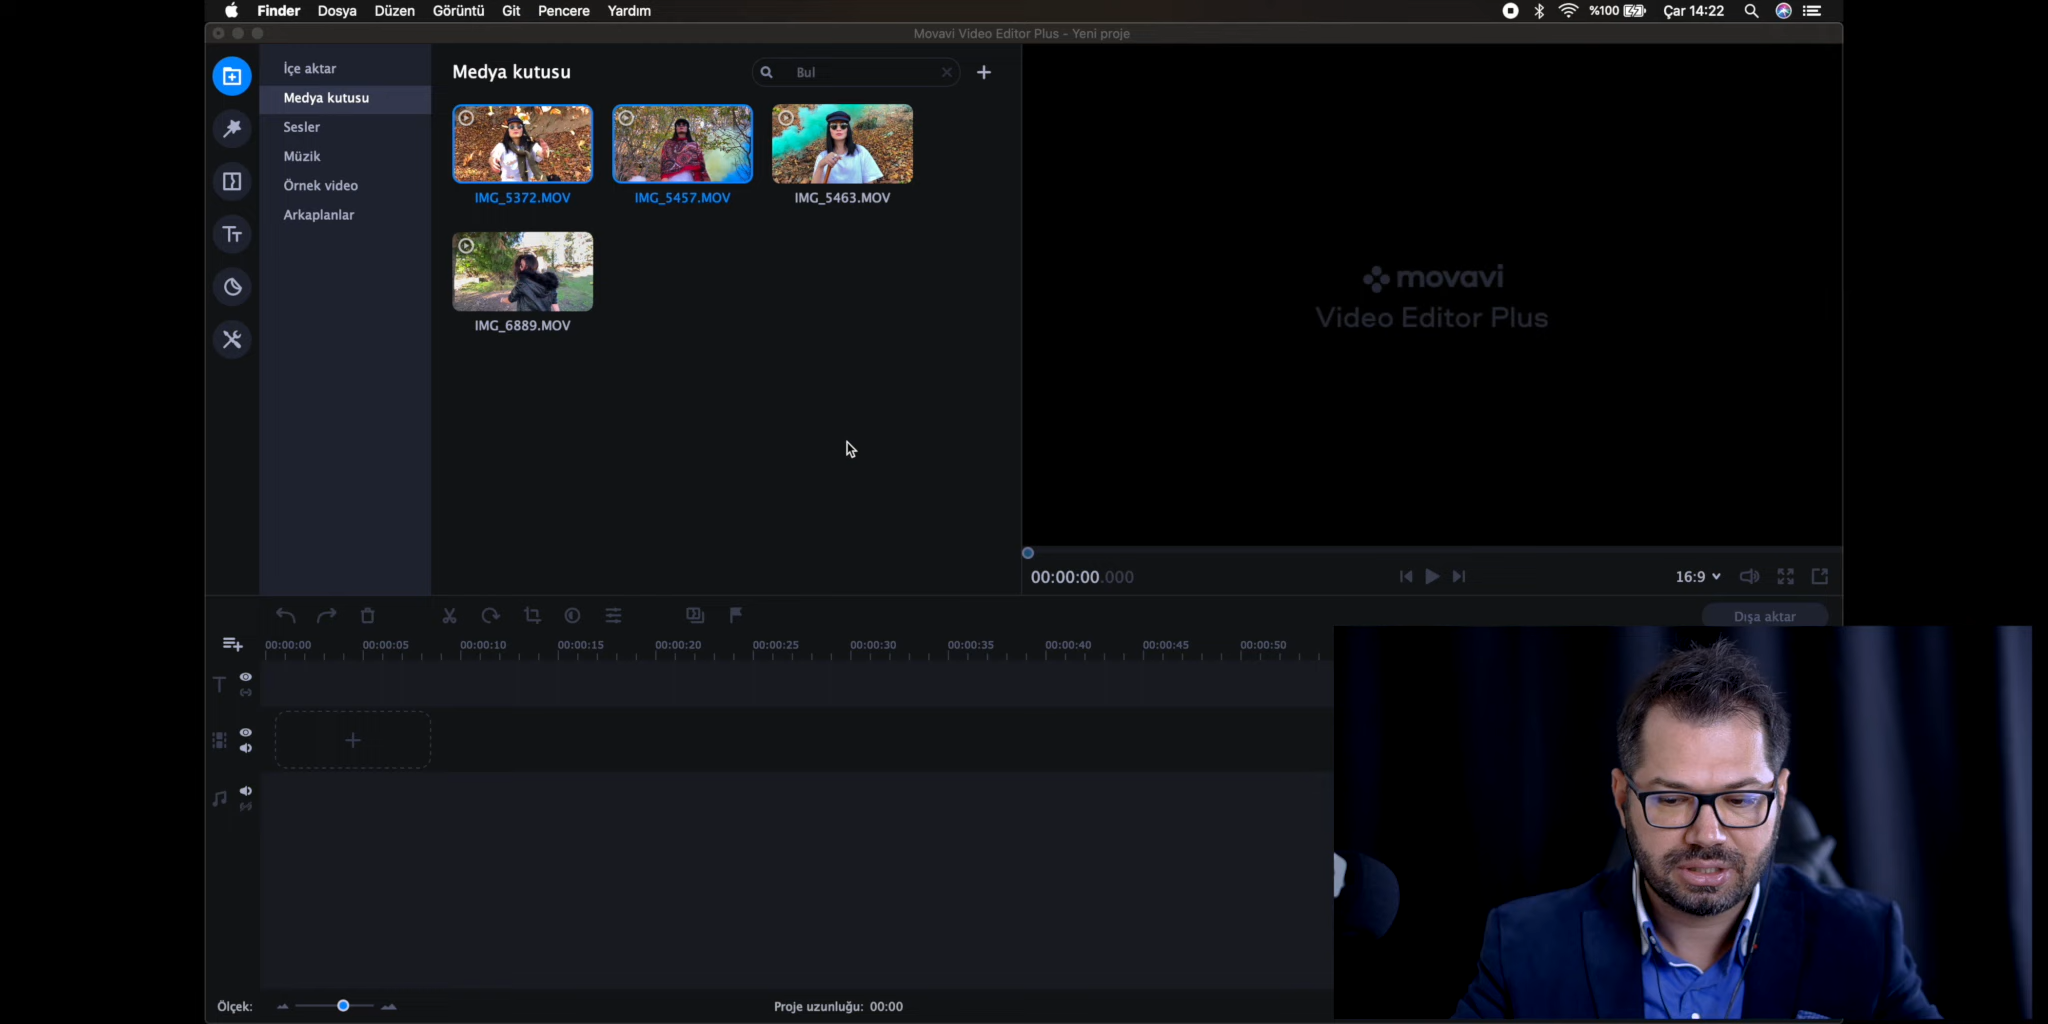 Finder Dosya Düzen Görüntü Git Pencere Yardım %100 Çar 14:22
Movavi Video Editor Plus - Yeni proje
İçe aktar
Medya kutusu
Sesler
Müzik
Örnek video
Arkaplanlar
Medya kutusu
Bul
IMG_5372.MOV
IMG_5457.MOV
IMG_5463.MOV
IMG_6889.MOV
movavi
Video Editor Plus
00:00:00.000
16:9
Dışa aktar
00:00:00 00:00:05 00:00:10 00:00:15 00:00:20 00:00:25 00:00:30 00:00:35 00:00:40 00:00:45 00:00:50
Ölçek:
Proje uzunluğu: 00:00